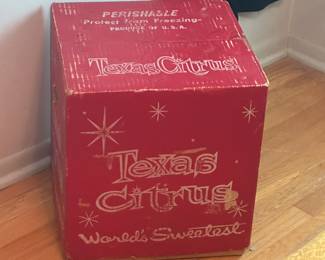 PERISHABLE
Protect from Freezing-
PRODUCE OF U.S.A.
Texas Citrus
Texas
Citrus
World's Sweetest